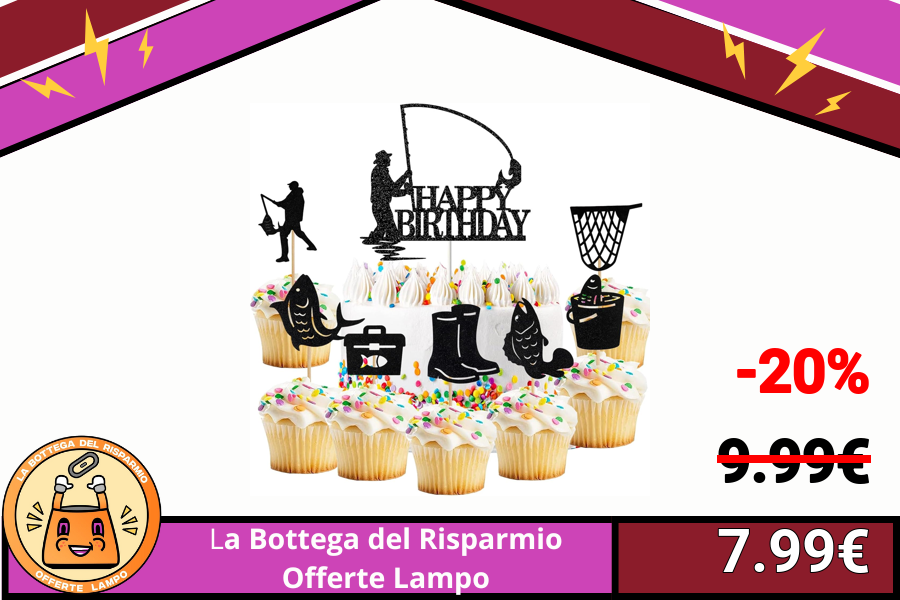 HAPPY
BIRTHDAY
-20%
9.99€
LA BOTTEGA DEL RISPARMIO
OFFERTE LAMPO
La Bottega del Risparmio
Offerte Lampo
7.99€